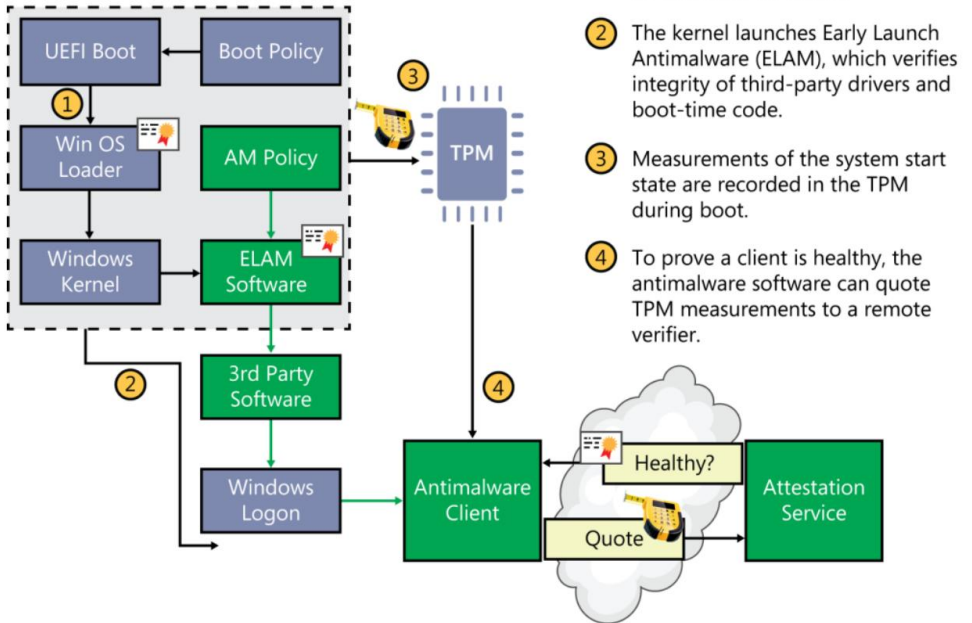 UEFI Boot
Boot Policy
1
Win OS
Loader
AM Policy
3
TPM
Windows
Kernel
ELAM
Software
2
3rd Party
Software
4
Windows
Logon
Antimalware
Client
Healthy?
Quote
Attestation
Service
2 The kernel launches Early Launch
Antimalware (ELAM), which verifies
integrity of third-party drivers and
boot-time code.
3 Measurements of the system start
state are recorded in the TPM
during boot.
4 To prove a client is healthy, the
antimalware software can quote
TPM measurements to a remote
verifier.